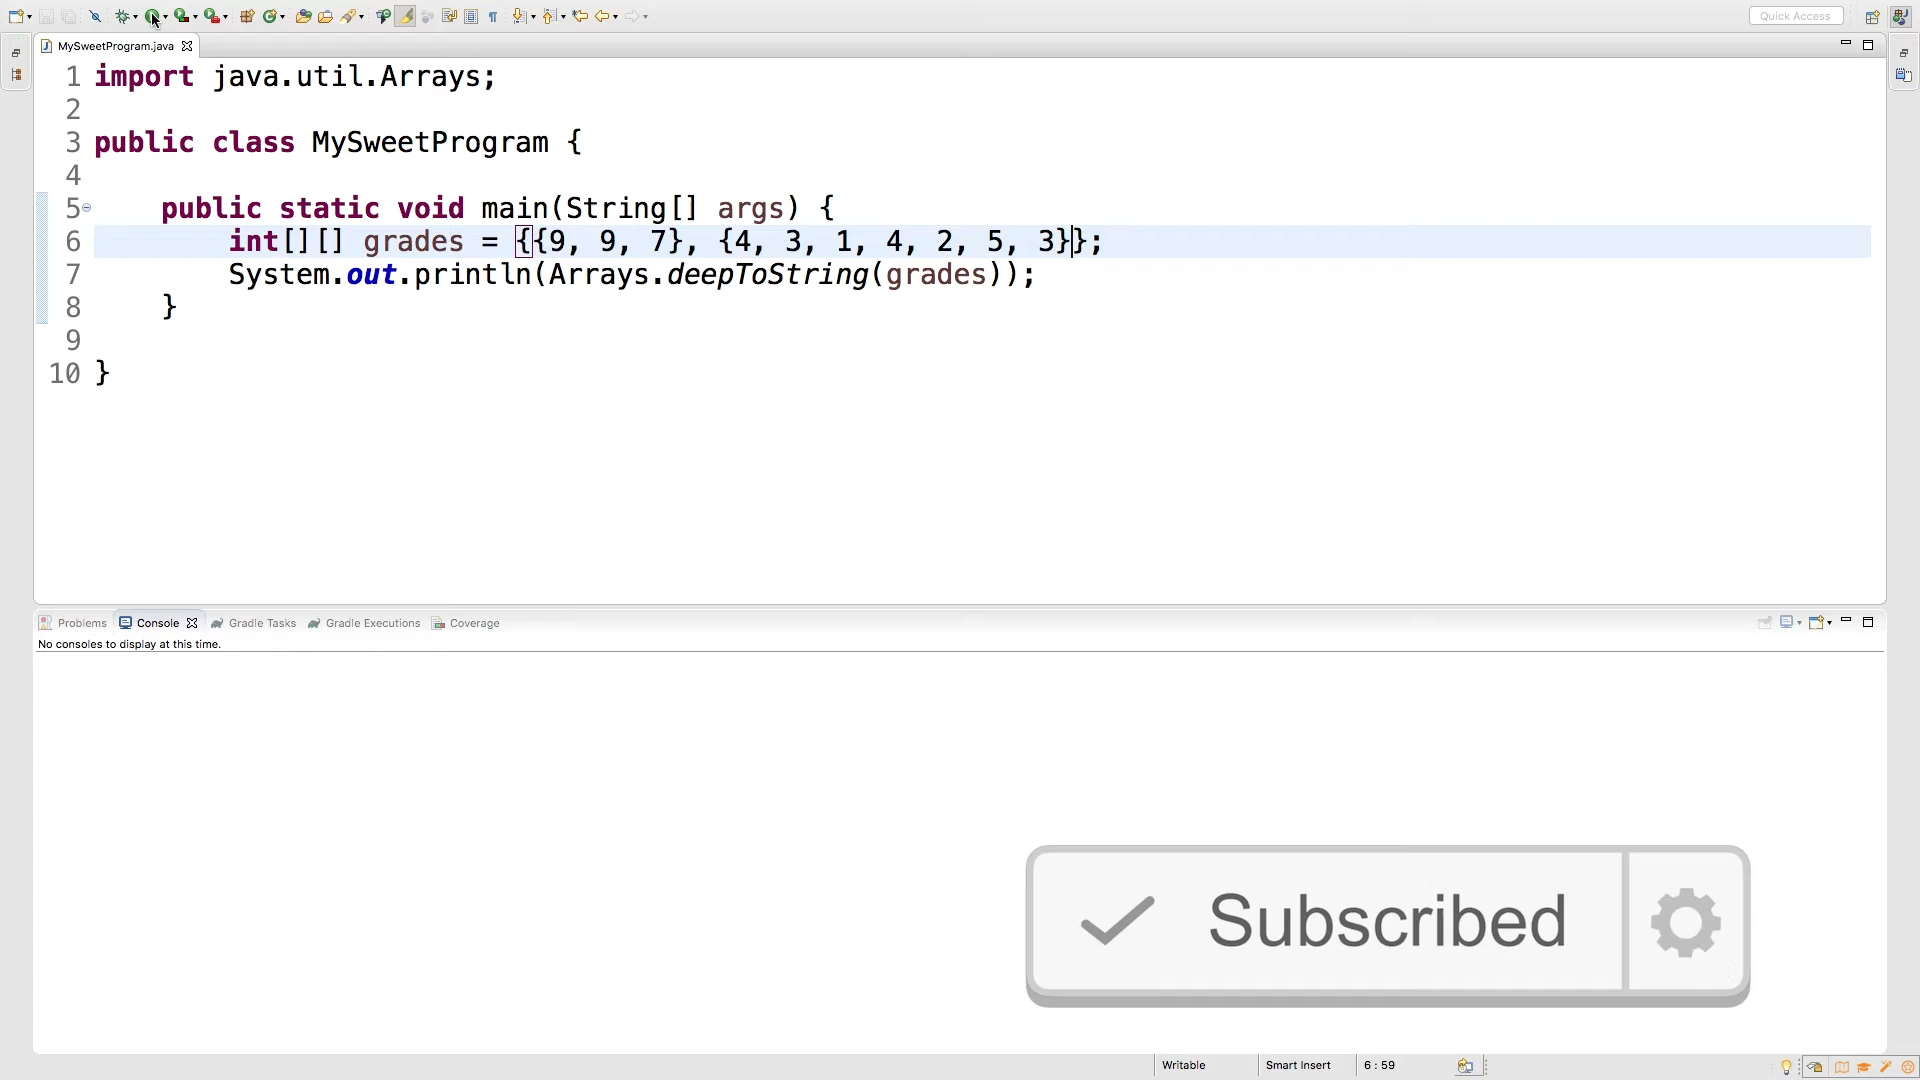 Quick Access
MySweetProgram.java
1 import java.util.Arrays;
2
3 public class MySweetProgram {
4
5 public static void main(String[] args) {
6 int[][] grades = {{9, 9, 7}, {4, 3, 1, 4, 2, 5, 3}};
7 System.out.println(Arrays.deepToString(grades));
8 }
9
10 }
Problems Console Gradle Tasks Gradle Executions Coverage
No consoles to display at this time.
Subscribed
Writable Smart Insert 6 : 59